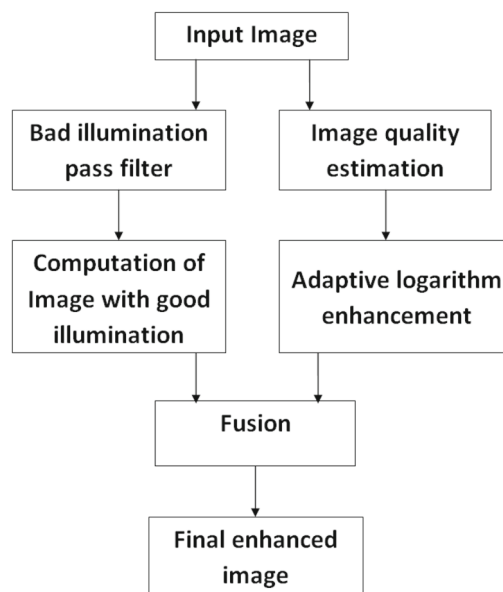 Input Image
Bad illumination
pass filter
Image quality
estimation
Computation of
Image with good
illumination
Adaptive logarithm
enhancement
Fusion
Final enhanced
image